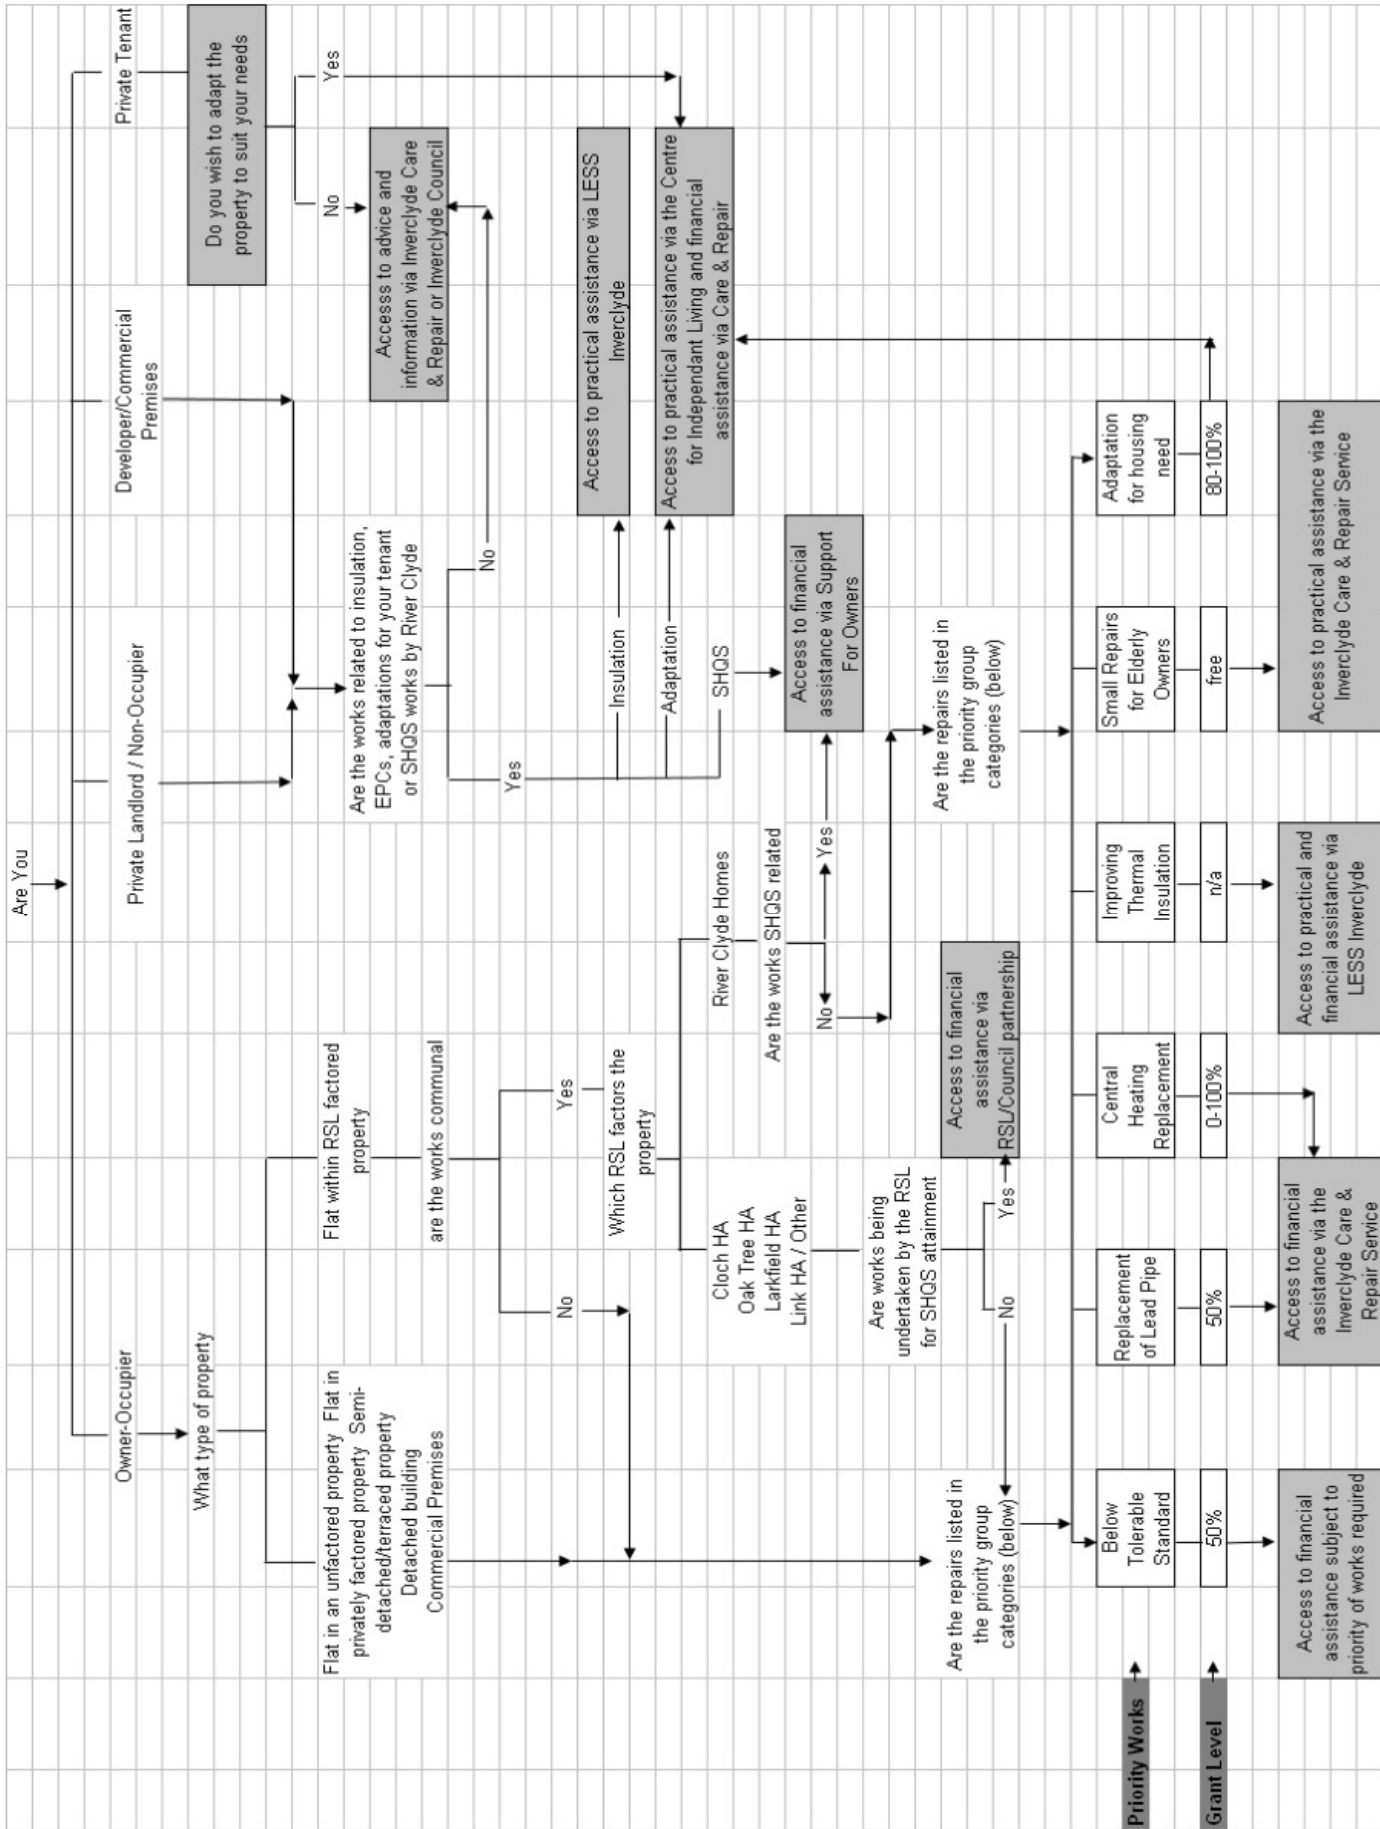 Are You
Owner-Occupier
Private Landlord / Non-Occupier
Developer/Commercial
Premises
Private Tenant
What type of property
Do you wish to adapt the
property to suit your needs
Flat in an unfactored property  Flat in
privately factored property  Semi-
detached/terraced property
Detached building
Commercial Premises
Flat within RSL factored
property
Are the works related to insulation,
EPCs, adaptations for your tenant
or SHQS works by River Clyde
No
Yes
Accesss to advice and
information via Inverclyde Care
& Repair or Inverclyde Council
are the works communal
No
Yes
Yes
No
Which RSL factors the
property
Insulation
Access to practical assistance via LESS
Inverclyde
Adaptation
Access to practical assistance via the Centre
for Independant Living and financial
assistance via Care & Repair
SHQS
Cloch HA
Oak Tree HA
Larkfield HA
Link HA / Other
River Clyde Homes
Are the works SHQS related
No
Yes
Access to financial
assistance via Support
For Owners
Are works being
undertaken by the RSL
for SHQS attainment
No
Yes
Access to financial
assistance via
RSL/Council partnership
Are the repairs listed in
the priority group
categories (below)
Are the repairs listed in
the priority group
categories (below)
Priority Works
Below
Tolerable
Standard
Replacement
of Lead Pipe
Central
Heating
Replacement
Improving
Thermal
Insulation
Small Repairs
for Elderly
Owners
Adaptation
for housing
need
Grant Level
50%
50%
0-100%
n/a
free
80-100%
Access to financial
assistance subject to
priority of works required
Access to financial
assistance via the
Inverclyde Care &
Repair Service
Access to practical and
financial assistance via
LESS Inverclyde
Access to practical assistance via the
Inverclyde Care & Repair Service